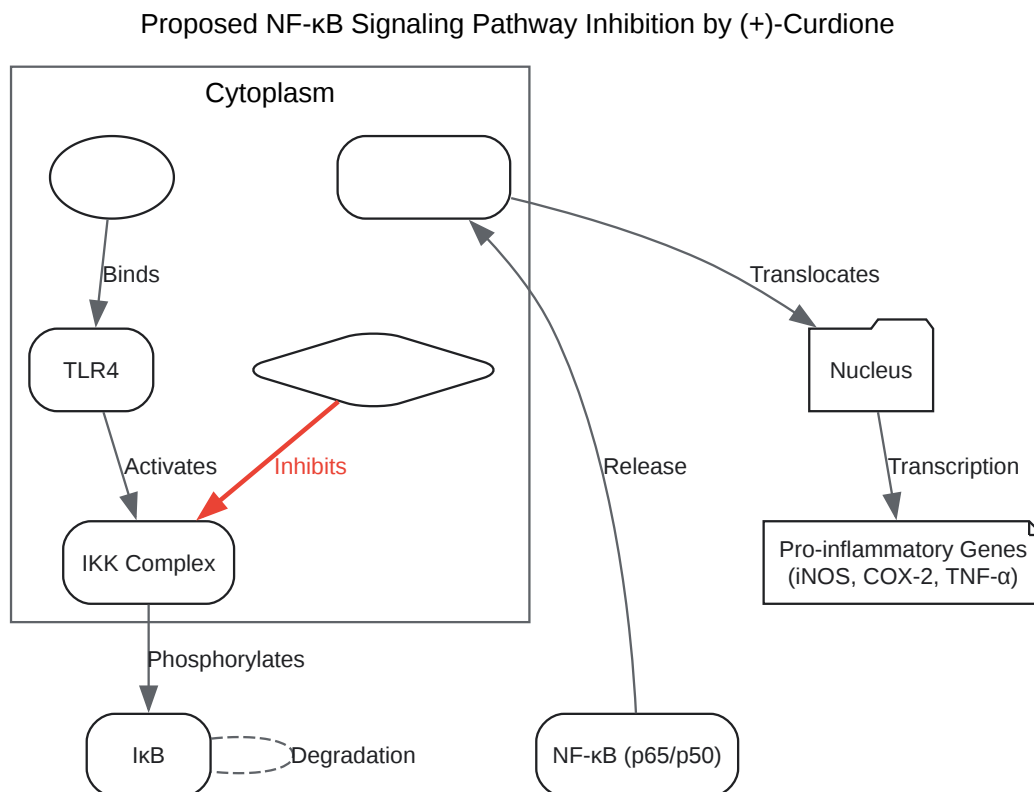 Proposed NF-κB Signaling Pathway Inhibition by (+)-Curdione
Cytoplasm
Binds
Translocates
TLR4
Nucleus
Activates
Inhibits
Release
Transcription
IKK Complex
Pro-inflammatory Genes
(iNOS, COX-2, TNF-α)
Phosphorylates
IκB
Degradation
NF-κB (p65/p50)